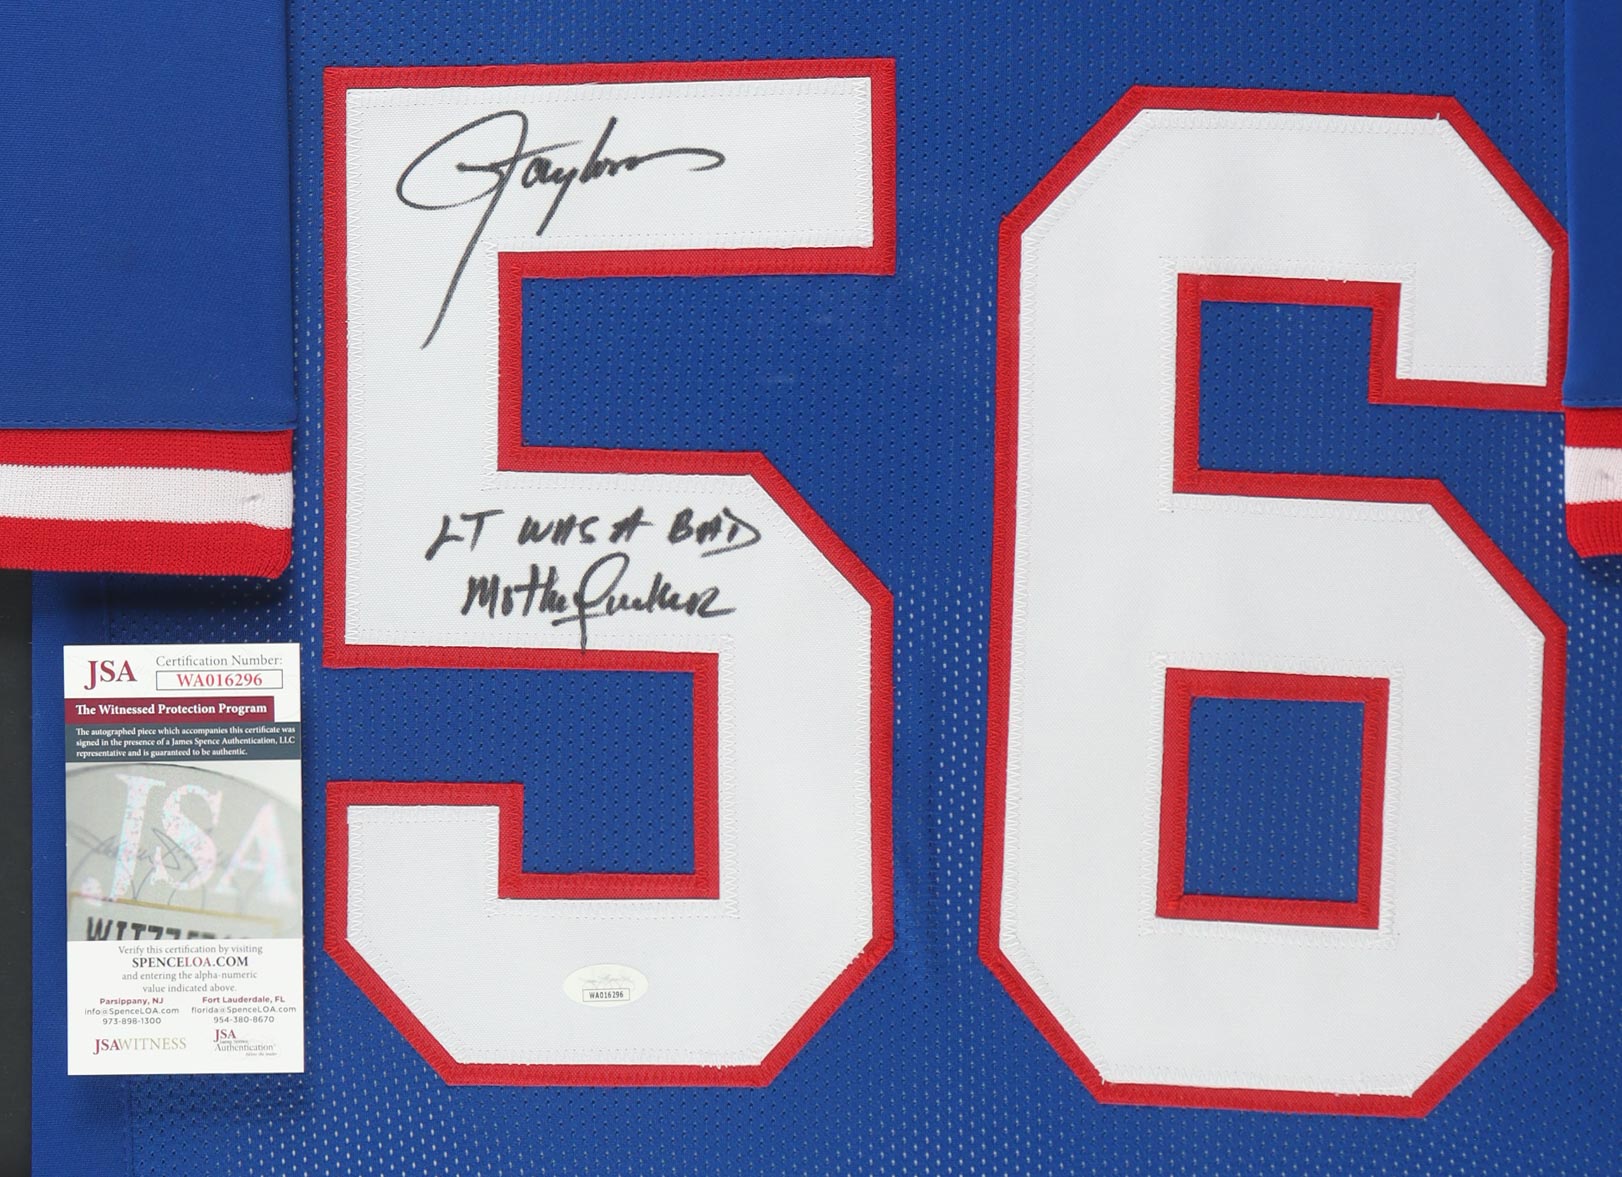 Taylor
56
LT WAS A BAD
Motherfucker
JSA
Certification Number:
WA016296
The Witnessed Protection Program
The autographed piece which accompanies this certificate was
signed in the presence of a James Spence Authentication, LLC
representative and is guaranteed to be authentic.
JSA
Verify this certification by visiting
SPENCELOA.COM
and entering the alpha-numeric
value indicated above.
Parsippany, NJ
info@SpenceLOA.com
973-898-1300
Fort Lauderdale, FL
florida@SpenceLOA.com
954-380-8670
JSAWITNESS
JSA
Authentication
WA016296